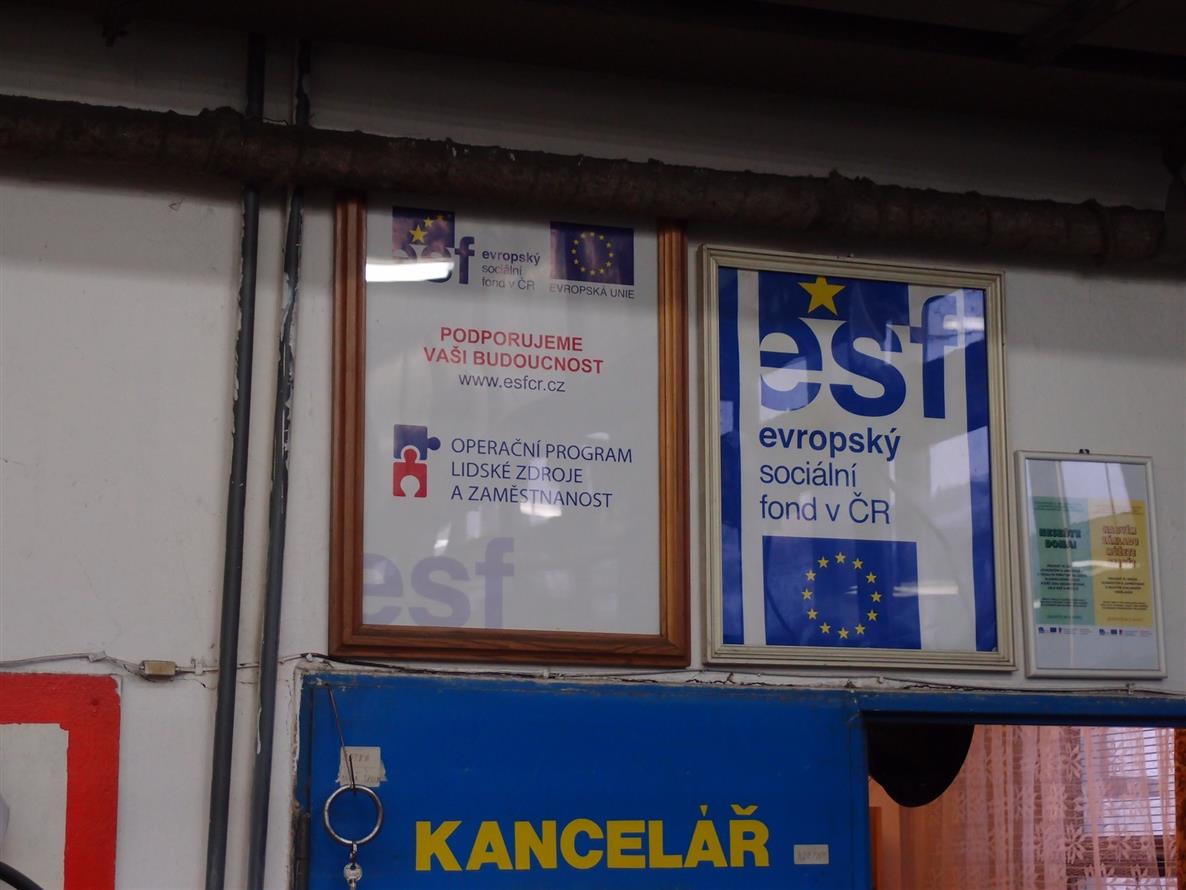 esf
evropský
sociální
fond v ČR
EVROPSKÁ UNIE
PODPORUJEME
VAŠI BUDOUCNOST
www.esfcr.cz
OPERAČNÍ PROGRAM
LIDSKÉ ZDROJE
A ZAMĚSTNANOST
esf
esf
evropský
sociální
fond v ČR
KANCELÁŘ